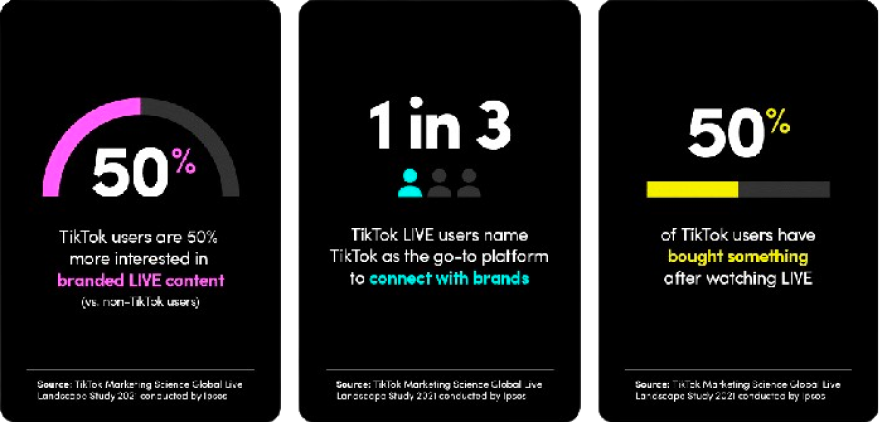 50%
TikTok users are 50%
more interested in
branded LIVE content
(vs. non-TikTok users)
Source: TikTok Marketing Science Global Live
Landscape Study 2021 conducted by Ipsos
1 in 3
TikTok LIVE users name
TikTok as the go-to platform
to connect with brands
Source: TikTok Marketing Science Global Live
Landscape Study 2021 conducted by Ipsos
50%
of TikTok users have
bought something
after watching LIVE
Source: TikTok Marketing Science Global Live
Landscape Study 2021 conducted by Ipsos